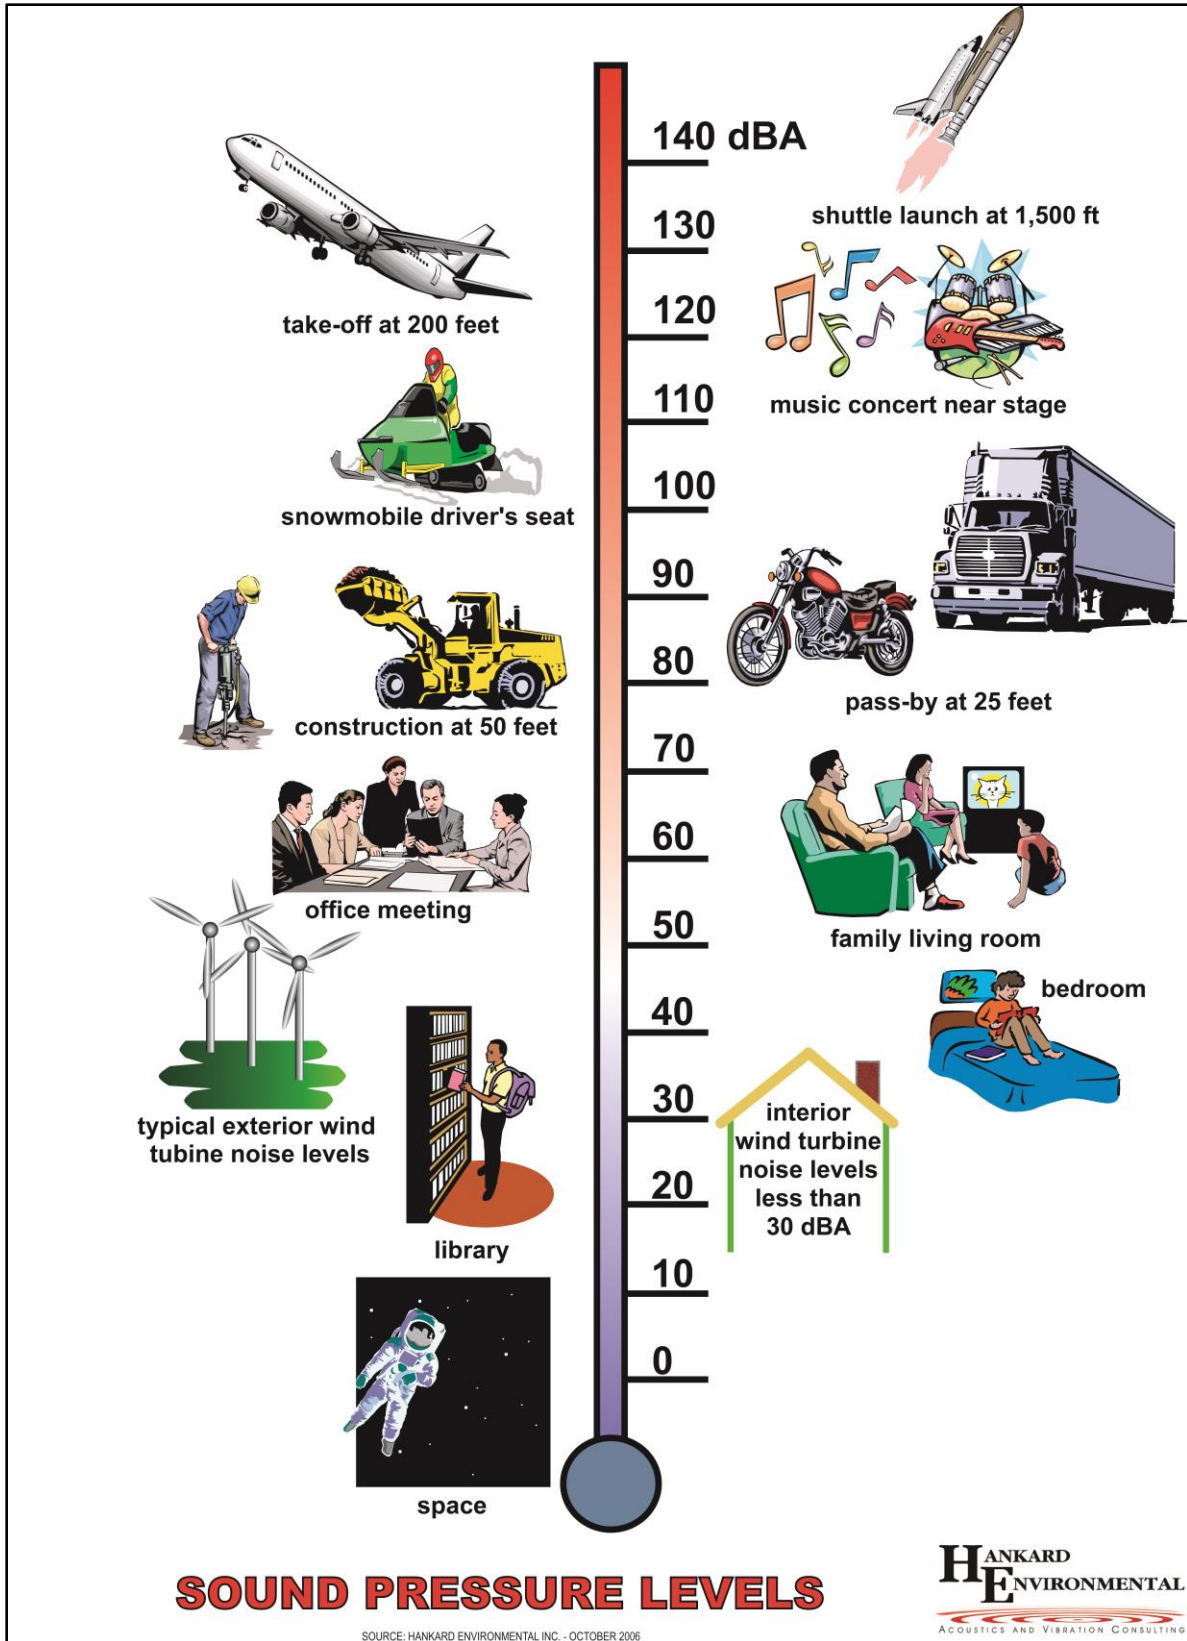 140 dBA
shuttle launch at 1,500 ft
130
take-off at 200 feet
120
music concert near stage
110
snowmobile driver's seat
100
90
pass-by at 25 feet
80
construction at 50 feet
70
60
office meeting
50
family living room
bedroom
40
typical exterior wind
tubine noise levels
30
interior
wind turbine
noise levels
less than
30 dBA
20
library
10
0
space
SOUND PRESSURE LEVELS
SOURCE: HANKARD ENVIRONMENTAL INC. - OCTOBER 2006
HANKARD
ENVIRONMENTAL
ACOUSTICS AND VIBRATION CONSULTING